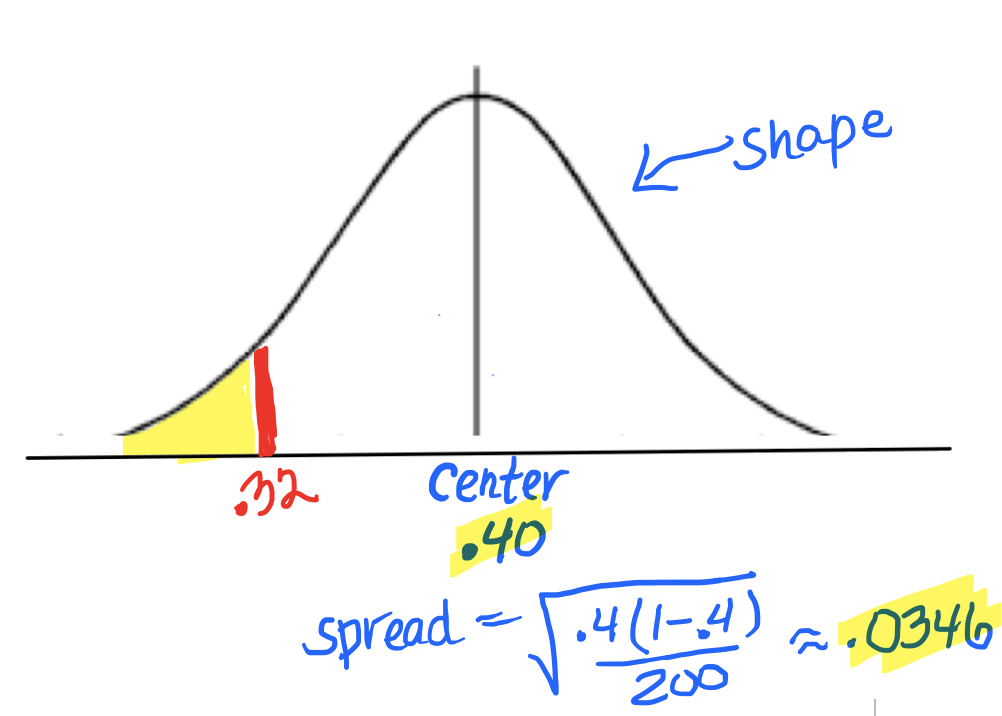 shape
.32
Center
.40
spread = √(.4(1-.4)/200) ≈ .0346